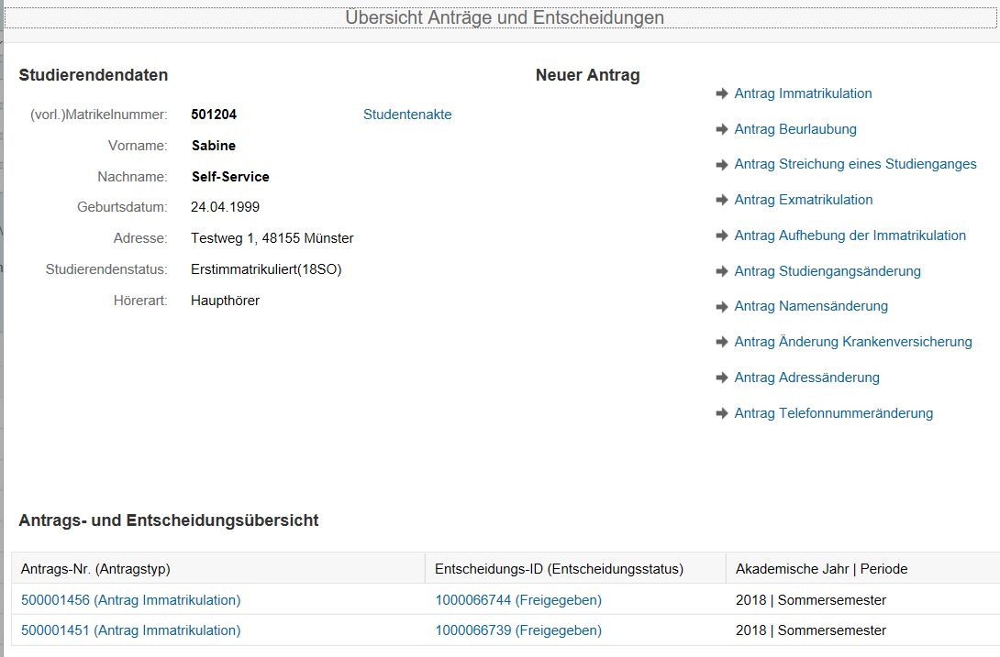 Übersicht Anträge und Entscheidungen
Studierendendaten
(vorl.)Matrikelnummer: 501204 Studentenakte
Vorname: Sabine
Nachname: Self-Service
Geburtsdatum: 24.04.1999
Adresse: Testweg 1, 48155 Münster
Studierendenstatus: Erstimmatrikuliert(18SO)
Hörerart: Haupthörer
Neuer Antrag
Antrag Immatrikulation
Antrag Beurlaubung
Antrag Streichung eines Studienganges
Antrag Exmatrikulation
Antrag Aufhebung der Immatrikulation
Antrag Studiengangsänderung
Antrag Namensänderung
Antrag Änderung Krankenversicherung
Antrag Adressänderung
Antrag Telefonnummeränderung
Antrags- und Entscheidungsübersicht
Antrags-Nr. (Antragstyp) Entscheidungs-ID (Entscheidungsstatus) Akademische Jahr | Periode
500001456 (Antrag Immatrikulation) 1000066744 (Freigegeben) 2018 | Sommersemester
500001451 (Antrag Immatrikulation) 1000066739 (Freigegeben) 2018 | Sommersemester